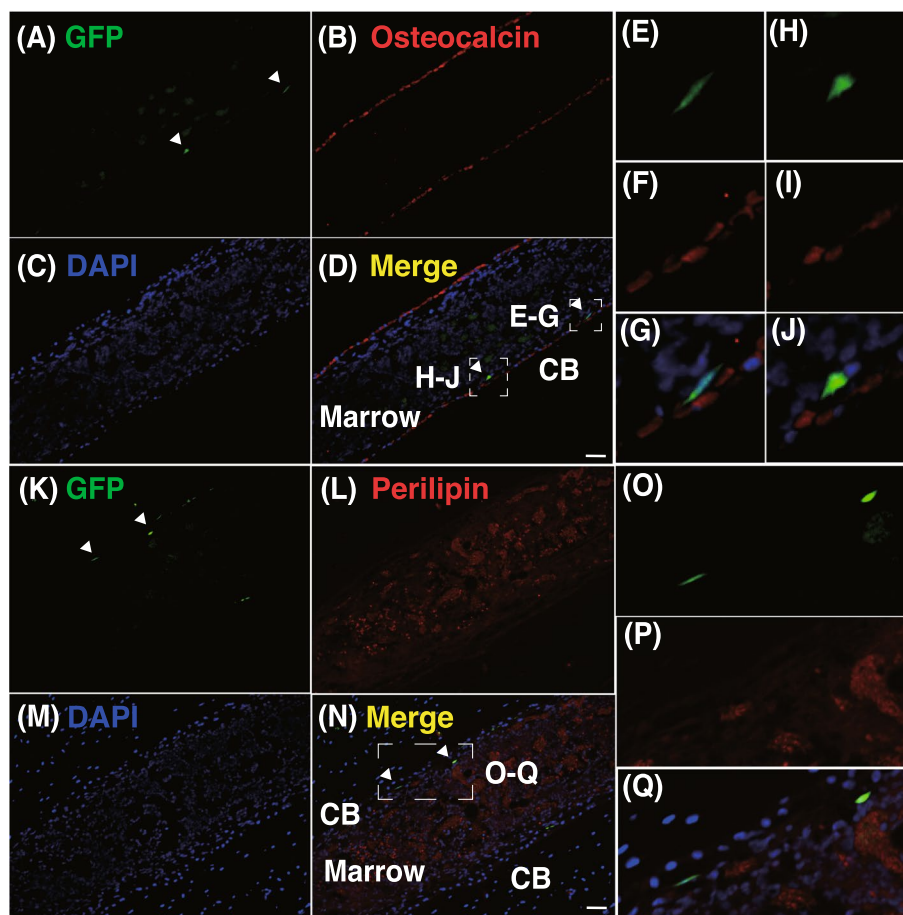 (A) GFP
(B) Osteocalcin
(E)
(H)
(F)
(I)
(C) DAPI
(D) Merge
E-G
H-J
CB
Marrow
(G)
(J)
(K) GFP
(L) Perilipin
(O)
(P)
(M) DAPI
(N) Merge
O-Q
CB
Marrow
CB
(Q)